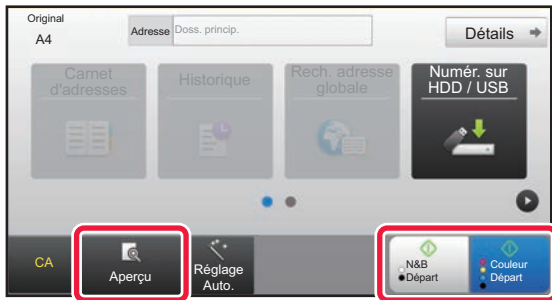 Original
A4
Adresse
Doss. princip.
Détails
Carnet
d'adresses
Historique
Rech. adresse
globale
Numér. sur
HDD / USB
CA
Aperçu
Réglage
Auto.
N&B
Départ
Couleur
Départ